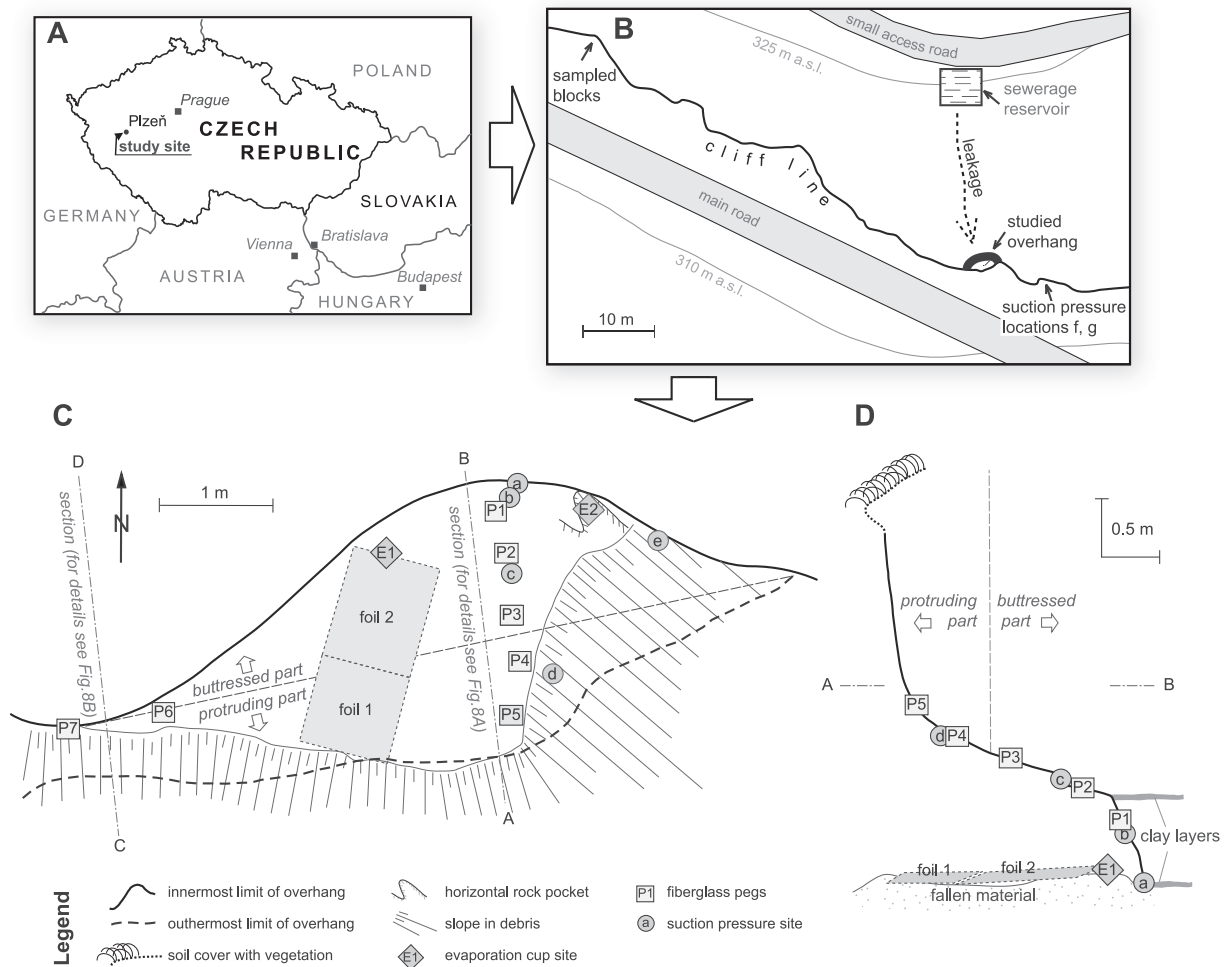 A
POLAND
Prague
Plzeň
study site
CZECH
REPUBLIC
SLOVAKIA
GERMANY
Vienna
Bratislava
AUSTRIA
Budapest
HUNGARY
B
small access road
325 m a.s.l.
sampled
blocks
sewerage
reservoir
leakage
cliff line
main road
studied
overhang
310 m a.s.l.
suction pressure
locations f, g
10 m
C
D
N
1 m
B
section (for details see Fig.8B)
section (for details see Fig.8A)
a
b
P1
E2
e
E1
P2
c
foil 2
P3
P4
d
buttressed part
protruding part
foil 1
P5
P6
P7
A
C
D
0.5 m
protruding
part
buttressed
part
A
B
P5
d
P4
P3
c
P2
P1
b
clay layers
foil 1
foil 2
E1
a
fallen material
Legend
innermost limit of overhang
outhermost limit of overhang
soil cover with vegetation
horizontal rock pocket
slope in debris
E1
evaporation cup site
P1
fiberglass pegs
a
suction pressure site